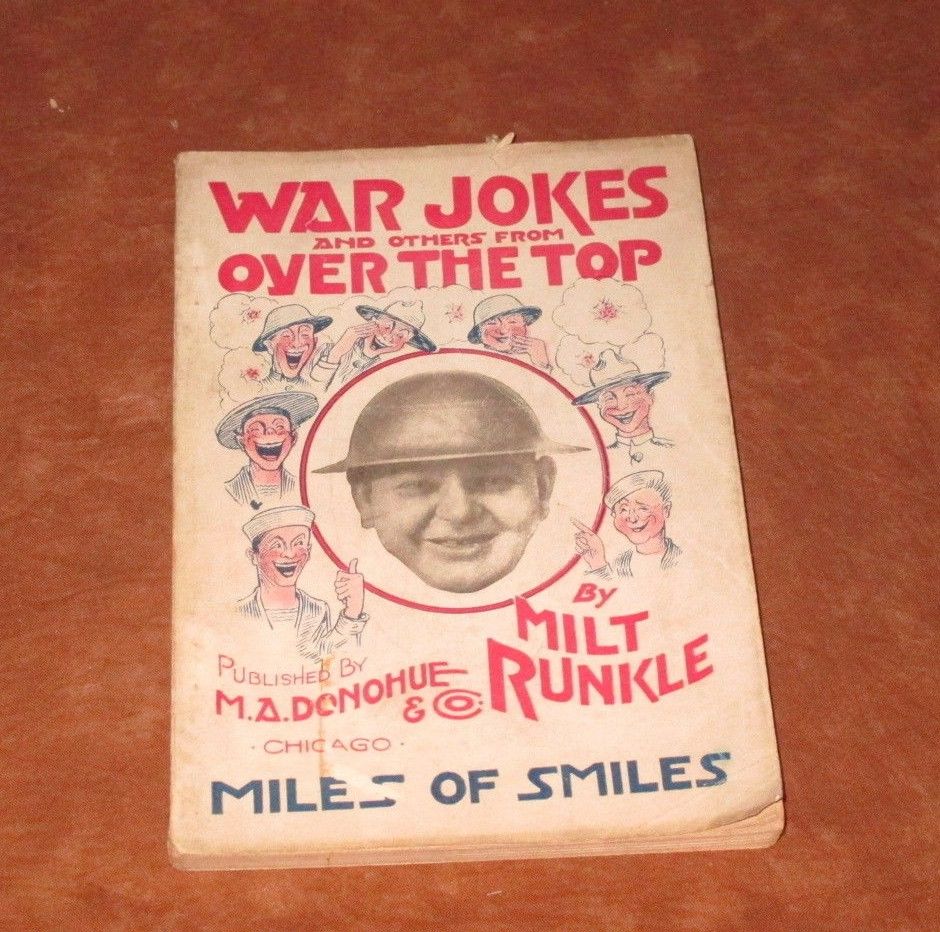 WAR JOKES
AND OTHERS FROM
OVER THE TOP
BY
MILT
RUNKLE
PUBLISHED BY
M.A. DONOHUE
& CO.
· CHICAGO ·
MILES OF SMILES